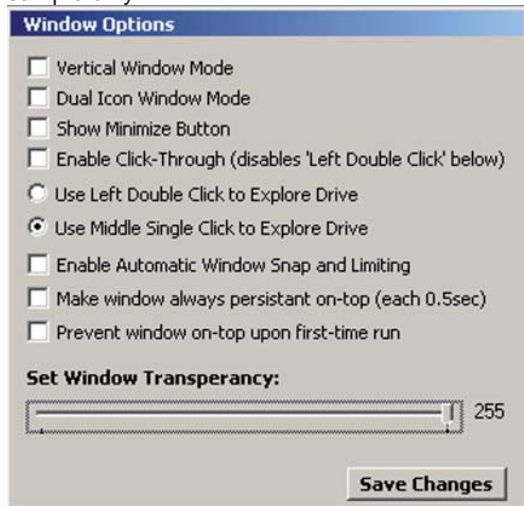 Window Options
Vertical Window Mode
Dual Icon Window Mode
Show Minimize Button
Enable Click-Through (disables 'Left Double Click' below)
Use Left Double Click to Explore Drive
Use Middle Single Click to Explore Drive
Enable Automatic Window Snap and Limiting
Make window always persistant on-top (each 0.5sec)
Prevent window on-top upon first-time run
Set Window Transperancy:
255
Save Changes